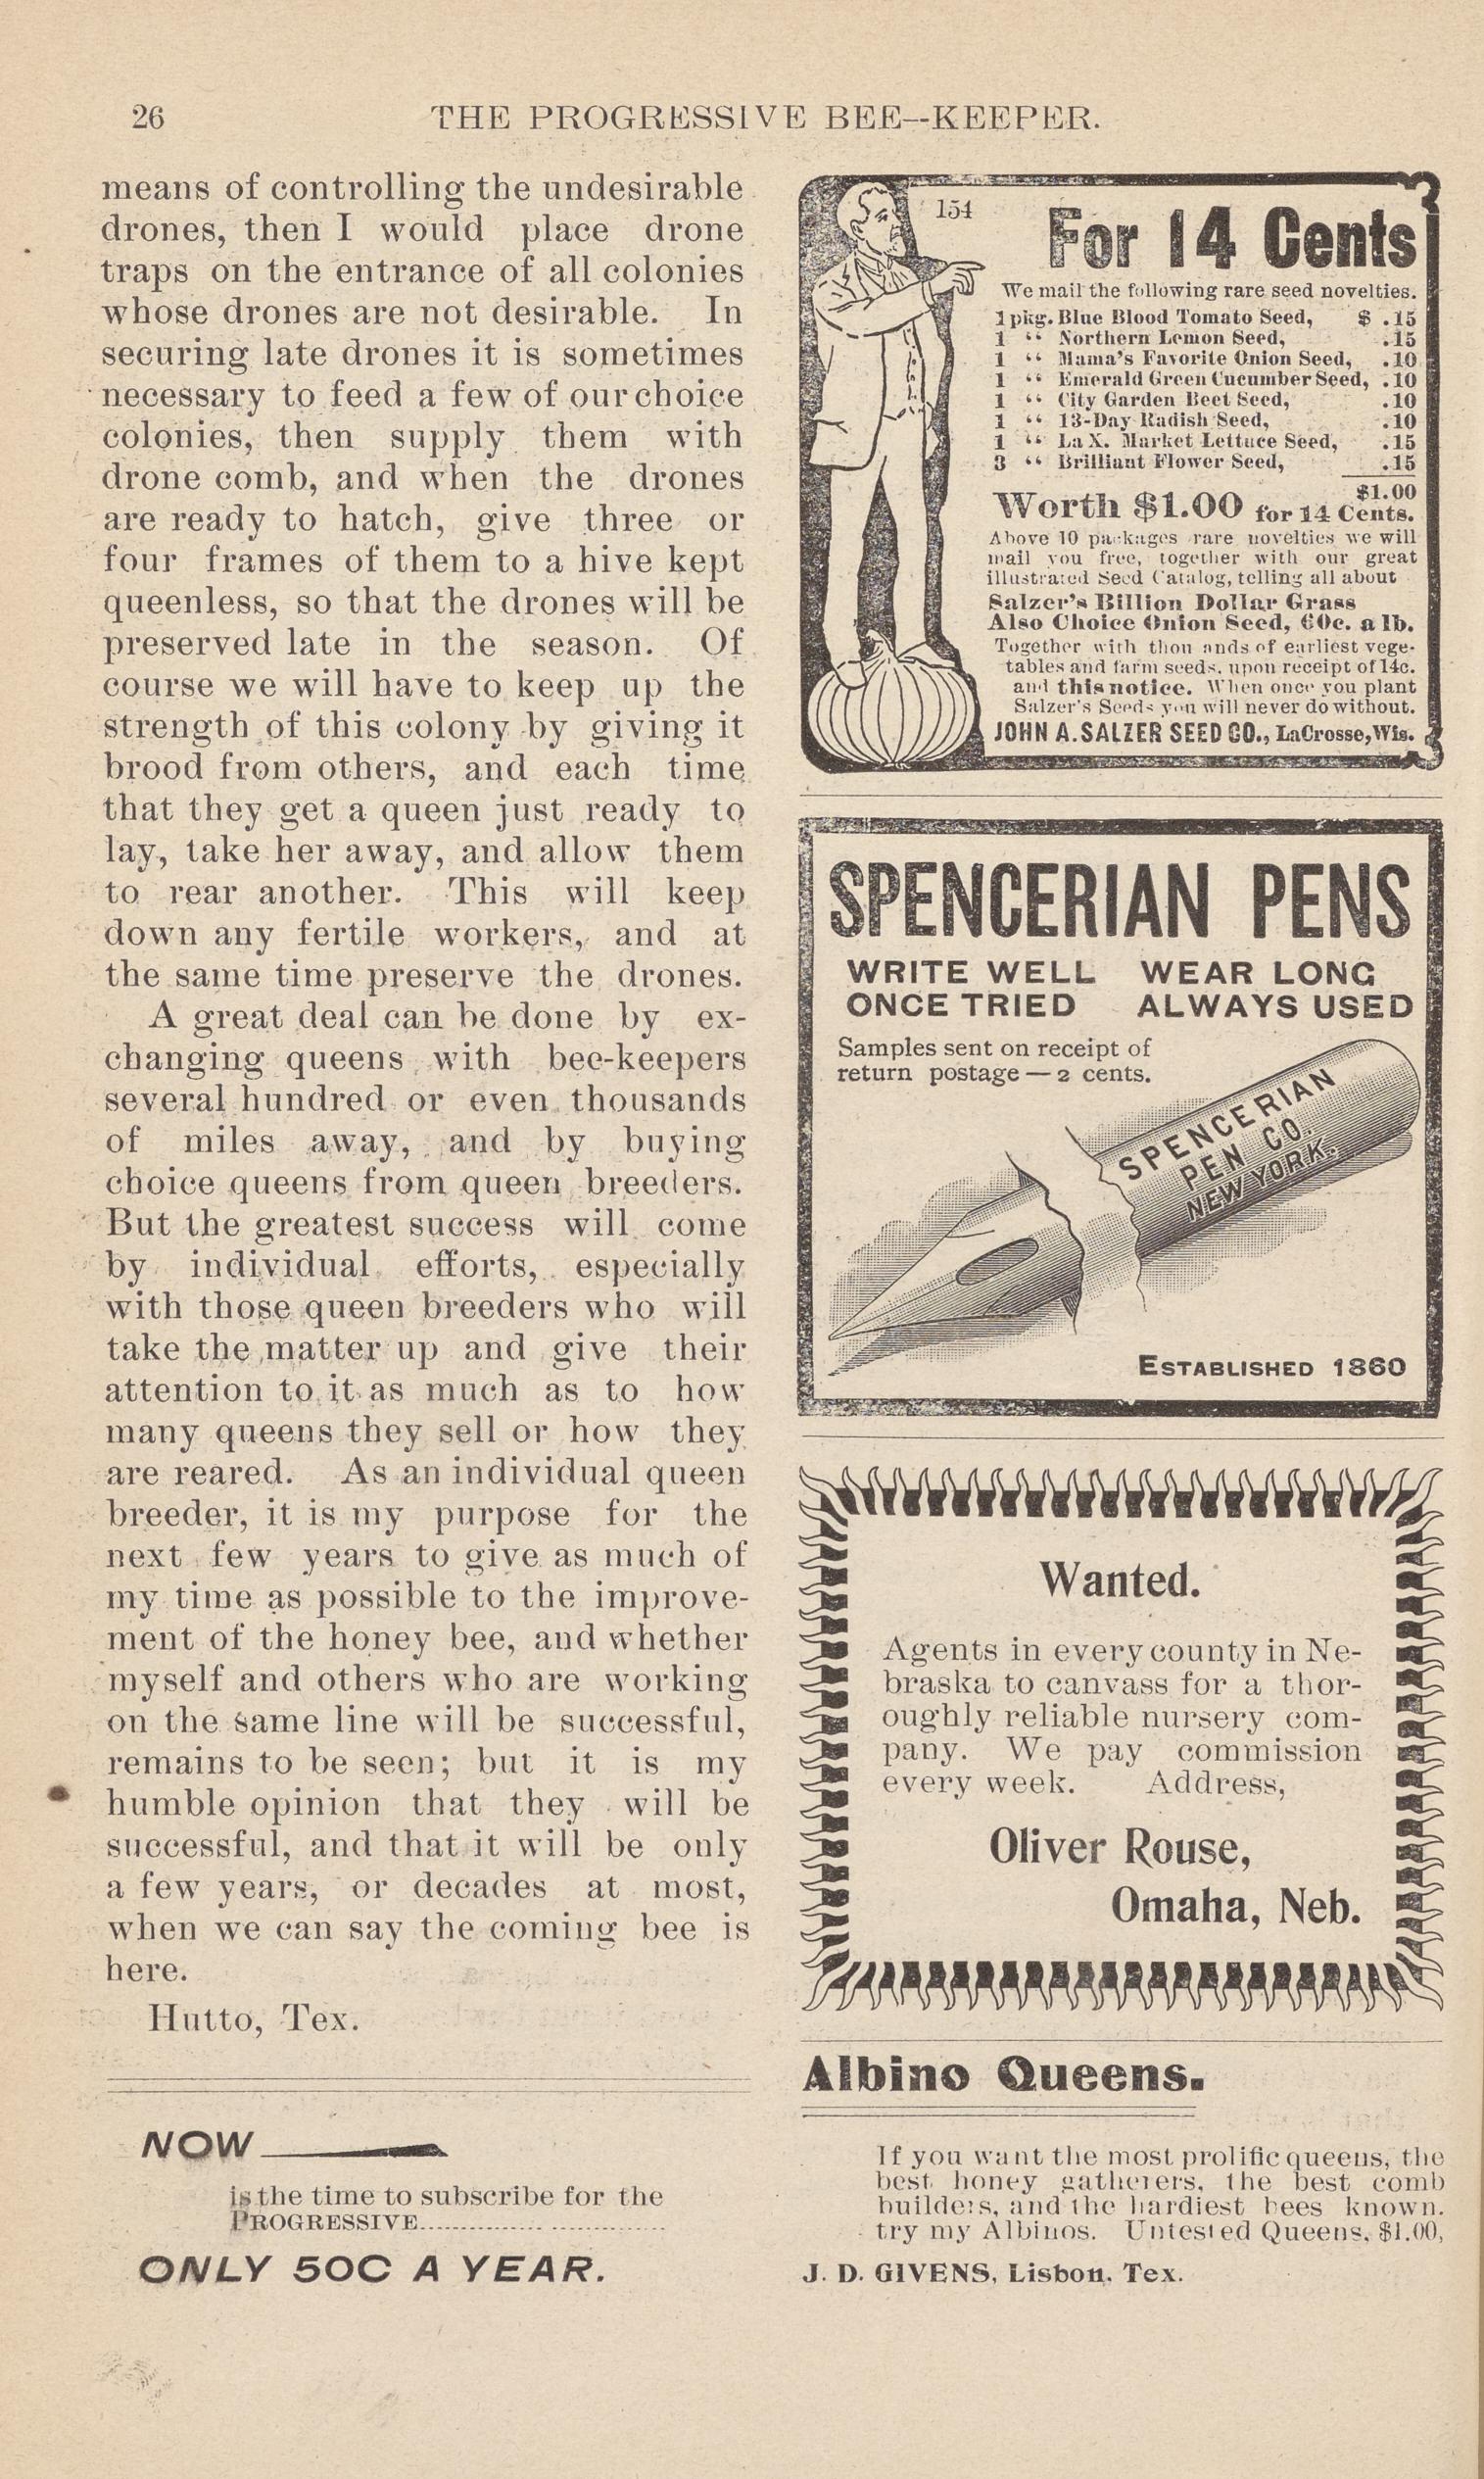 26
THE PROGRESSIVE BEE--KEEPER.
means of controlling the undesirable
drones, then I would place drone
traps on the entrance of all colonies
whose drones are not desirable. In
securing late drones it is sometimes
necessary to feed a few of our choice
colonies, then supply them with
drone comb, and when the drones
are ready to hatch, give three or
four frames of them to a hive kept
queenless, so that the drones will be
preserved late in the season. Of
course we will have to keep up the
strength of this colony by giving it
brood from others, and each time
that they get a queen just ready to
lay, take her away, and allow them
to rear another. This will keep
down any fertile workers, and at
the same time preserve the drones.
A great deal can be done by ex-
changing queens with bee-keepers
several hundred or even thousands
of miles away, and by buying
choice queens from queen breeders.
But the greatest success will come
by individual efforts, especially
with those queen breeders who will
take the matter up and give their
attention to it as much as to how
many queens they sell or how they
are reared. As an individual queen
breeder, it is my purpose for the
next few years to give as much of
my time as possible to the improve-
ment of the honey bee, and whether
myself and others who are working
on the same line will be successful,
remains to be seen; but it is my
humble opinion that they will be
successful, and that it will be only
a few years, or decades at most,
when we can say the coming bee is
here.
Hutto, Tex.
NOW
is the time to subscribe for the
PROGRESSIVE....................................
ONLY 50C A YEAR.
154
For 14 Cents
We mail the following rare seed novelties.
1 pkg. Blue Blood Tomato Seed, $ .15
1 “ Northern Lemon Seed, .15
1 “ Mama's Favorite Onion Seed, .10
1 “ Emerald Green Cucumber Seed, .10
1 “ City Garden Beet Seed, .10
1 “ 13-Day Radish Seed, .10
1 “ La X. Market Lettuce Seed, .15
3 “ Brilliant Flower Seed, .15
$1.00
Worth $1.00 for 14 Cents.
Above 10 packages rare novelties we will
mail you free, together with our great
illustrated Seed Catalog, telling all about
Salzer's Billion Dollar Grass
Also Choice Onion Seed, 60c. a lb.
Together with thousands of earliest vege-
tables and farm seeds, upon receipt of 14c.
and this notice. When once you plant
Salzer's Seeds you will never do without.
JOHN A. SALZER SEED CO., LaCrosse, Wis.
SPENCERIAN PENS
WRITE WELL WEAR LONG
ONCE TRIED ALWAYS USED
Samples sent on receipt of
return postage — 2 cents.
SPENCERIAN
PEN CO.
NEW YORK.
ESTABLISHED 1860
Wanted.
Agents in every county in Ne-
braska to canvass for a thor-
oughly reliable nursery com-
pany. We pay commission
every week. Address,
Oliver Rouse,
Omaha, Neb.
Albino Queens.
If you want the most prolific queens, the
best honey gatherers, the best comb
builders, and the hardiest bees known.
try my Albinos. Untested Queens, $1.00,
J. D. GIVENS, Lisbon, Tex.